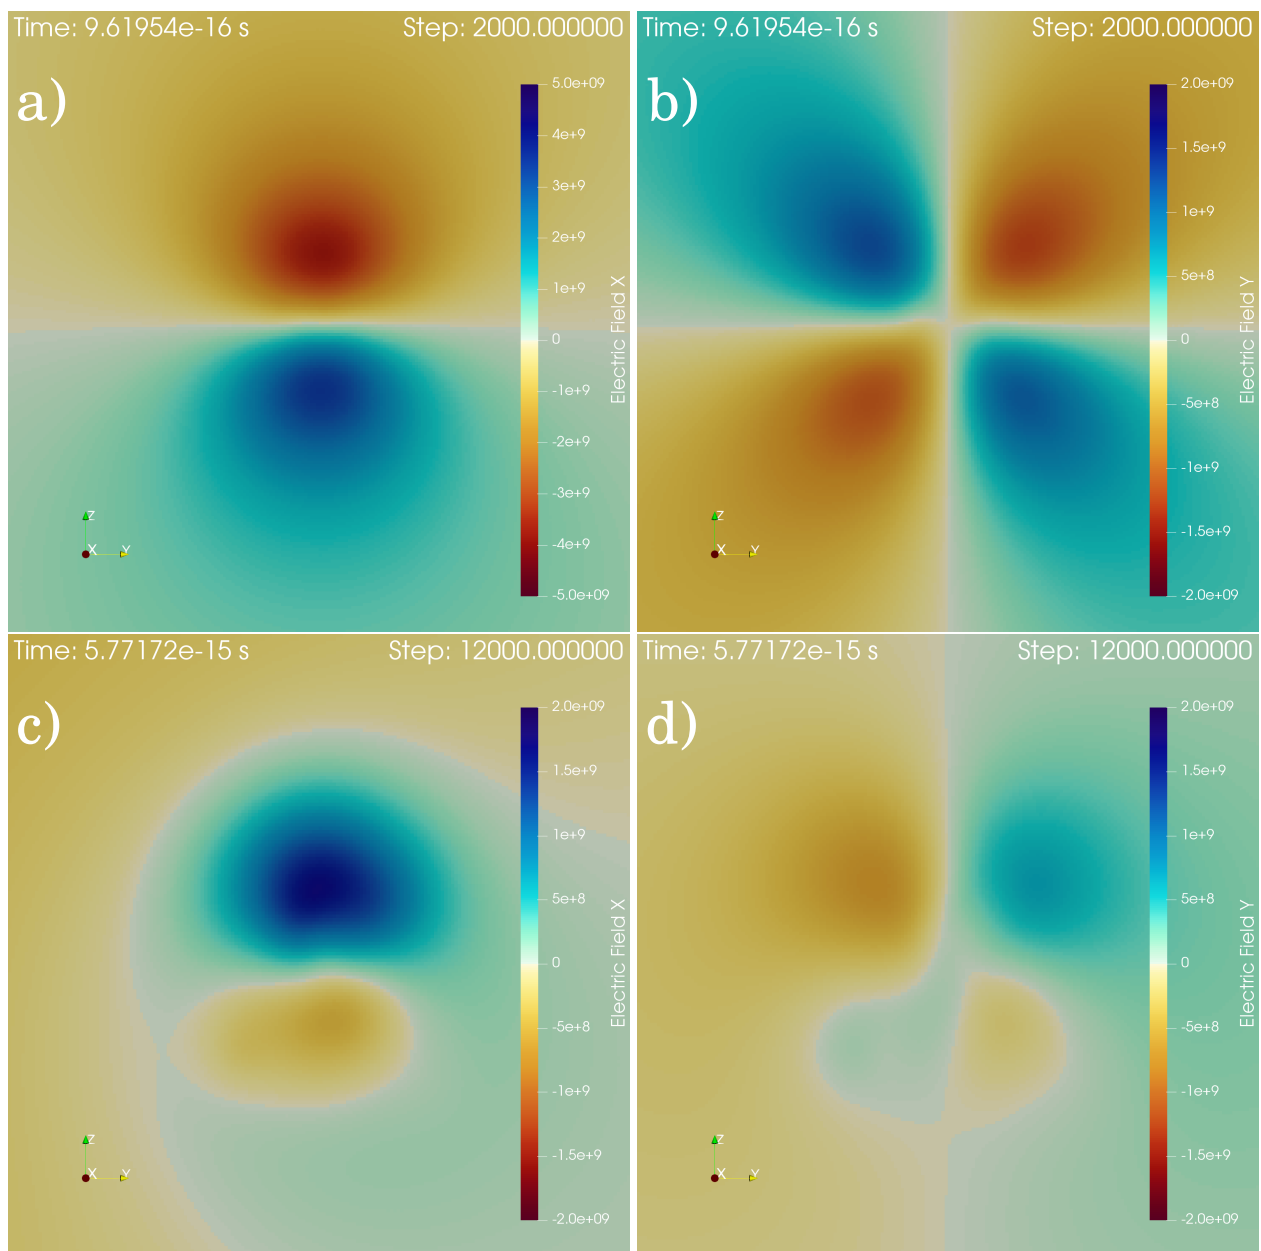 Time: 9.61954e-16 s Step: 2000.000000
a)
5.0e+09
4e+9
3e+9
2e+9
1e+9
0
-1e+9
-2e+9
-3e+9
-4e+9
-5.0e+09
Electric Field X
Z
X Y
Time: 9.61954e-16 s Step: 2000.000000
b)
2.0e+09
1.5e+9
1e+9
5e+8
0
-5e+8
-1e+9
-1.5e+9
-2.0e+09
Electric Field Y
Z
X Y
Time: 5.77172e-15 s Step: 12000.000000
c)
2.0e+09
1.5e+9
1e+9
5e+8
0
-5e+8
-1e+9
-1.5e+9
-2.0e+09
Electric Field X
Z
X Y
Time: 5.77172e-15 s Step: 12000.000000
d)
2.0e+09
1.5e+9
1e+9
5e+8
0
-5e+8
-1e+9
-1.5e+9
-2.0e+09
Electric Field Y
Z
X Y